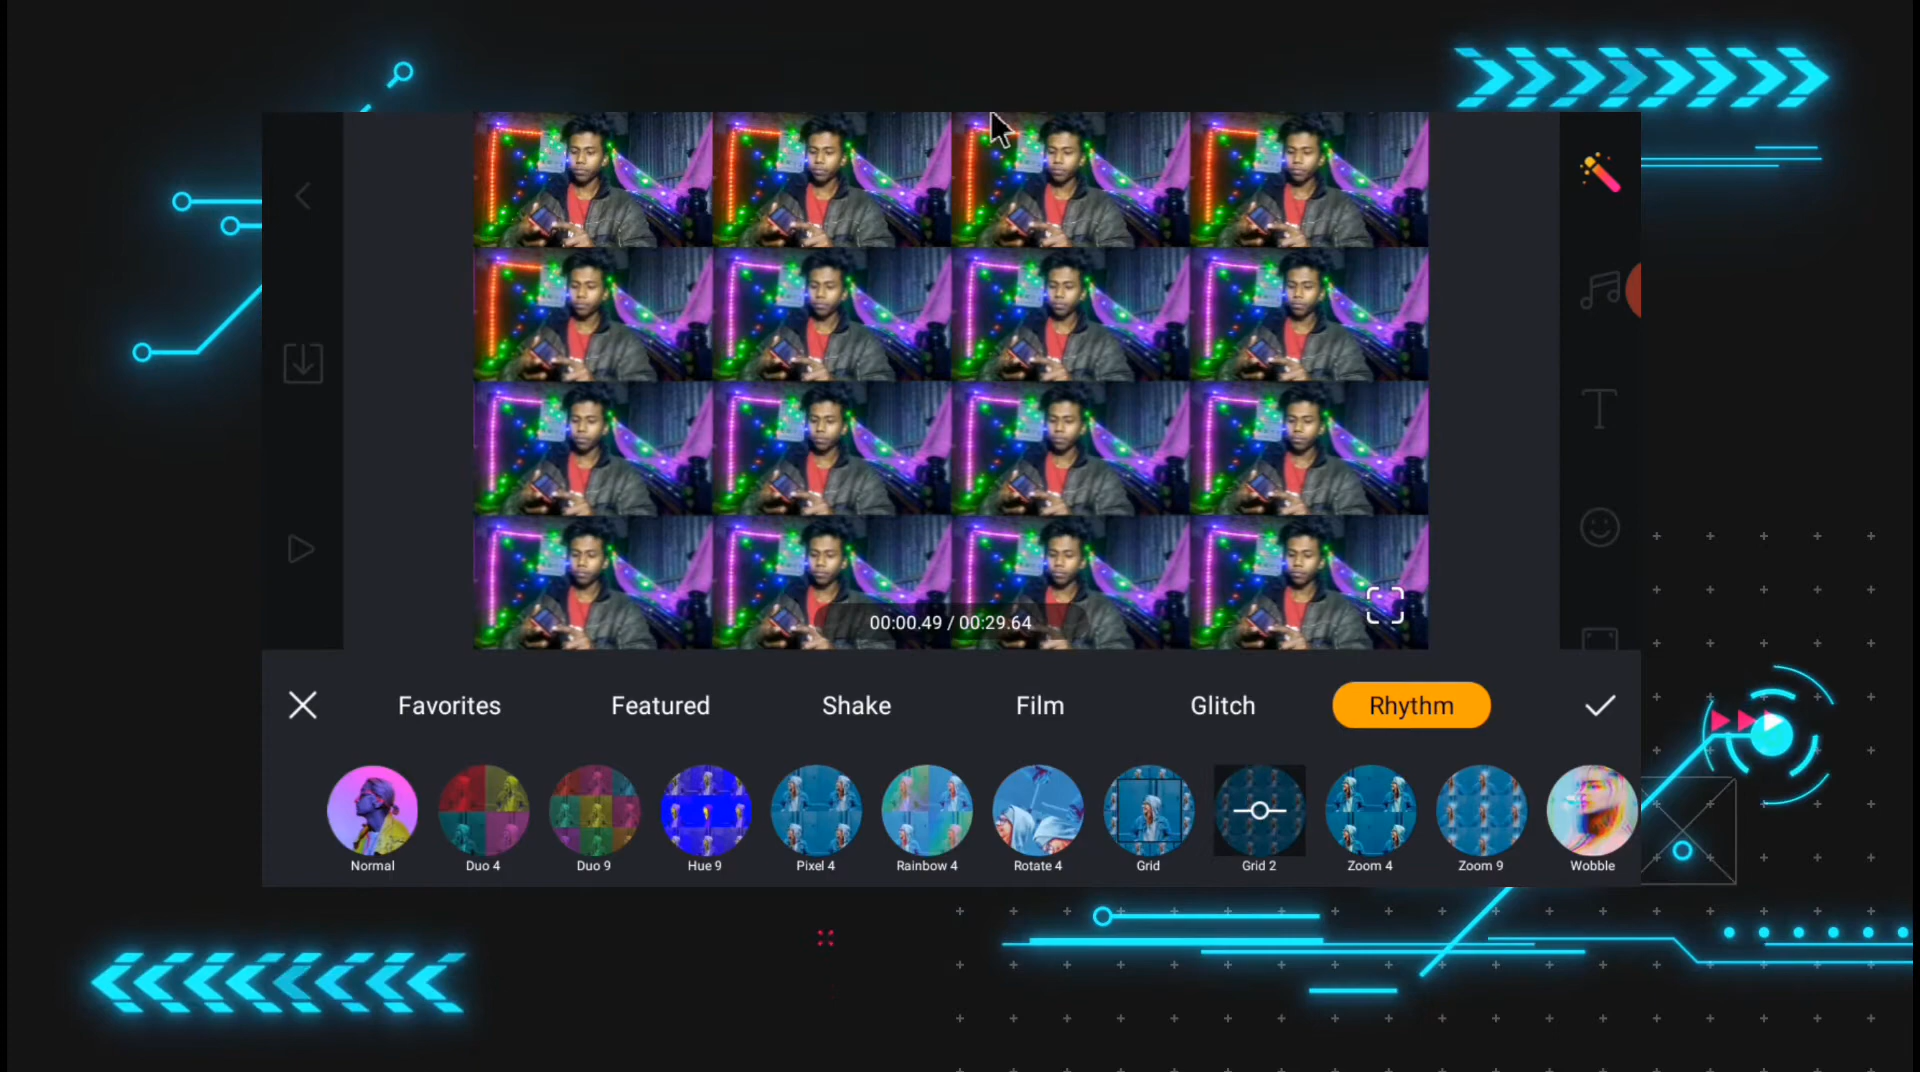 00:00.49 / 00:29.64
Favorites
Featured
Shake
Film
Glitch
Rhythm
Normal
Duo 4
Duo 9
Hue 9
Pixel 4
Rainbow 4
Rotate 4
Grid
Grid 2
Zoom 4
Zoom 9
Wobble